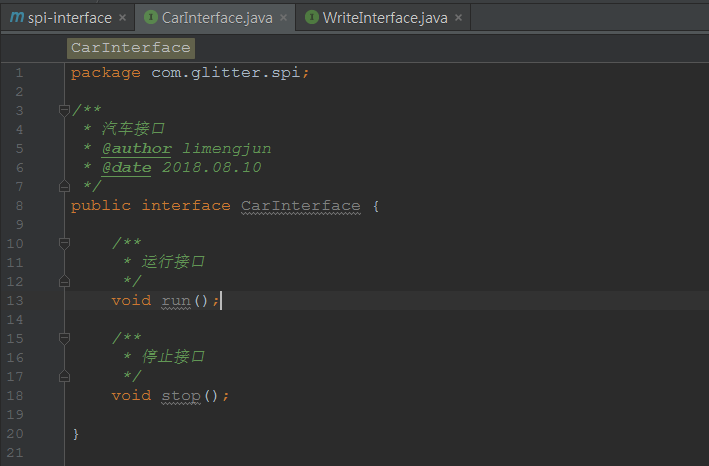 m spi-interface × I CarInterface.java × I WriteInterface.java ×
CarInterface
1 package com.glitter.spi;
2
3 /**
4 * 汽车接口
5 * @author limengjun
6 * @date 2018.08.10
7 */
8 public interface CarInterface {
9
10 /**
11 * 运行接口
12 */
13 void run();
14
15 /**
16 * 停止接口
17 */
18 void stop();
19
20 }
21